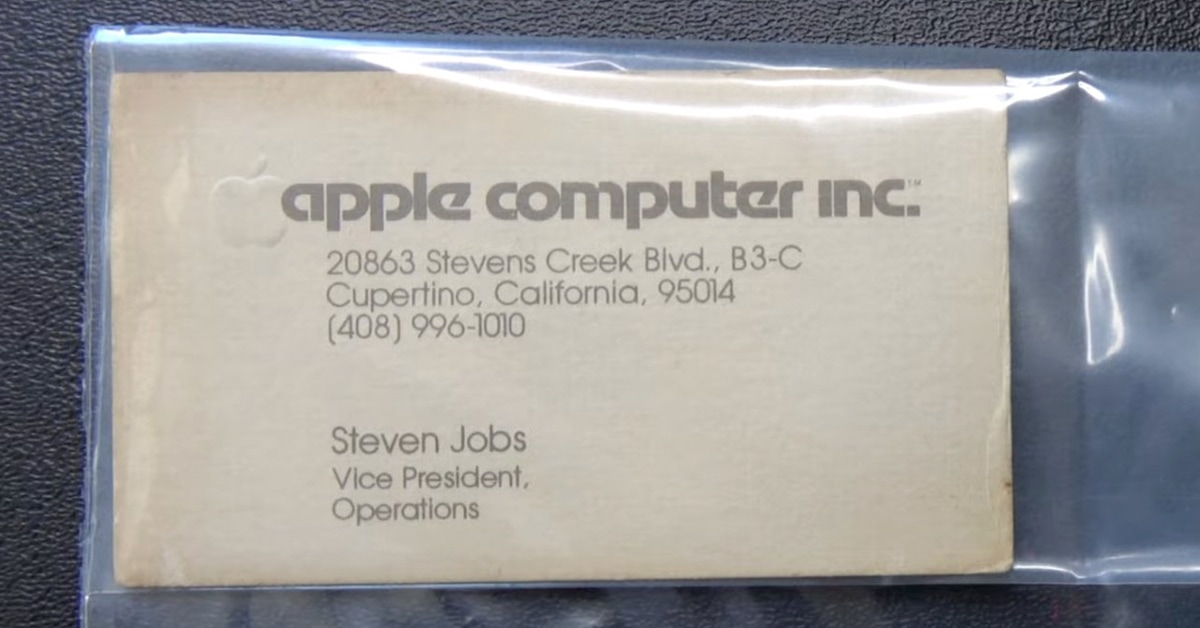 apple computer inc.™
20863 Stevens Creek Blvd., B3-C
Cupertino, California, 95014
(408) 996-1010
Steven Jobs
Vice President,
Operations